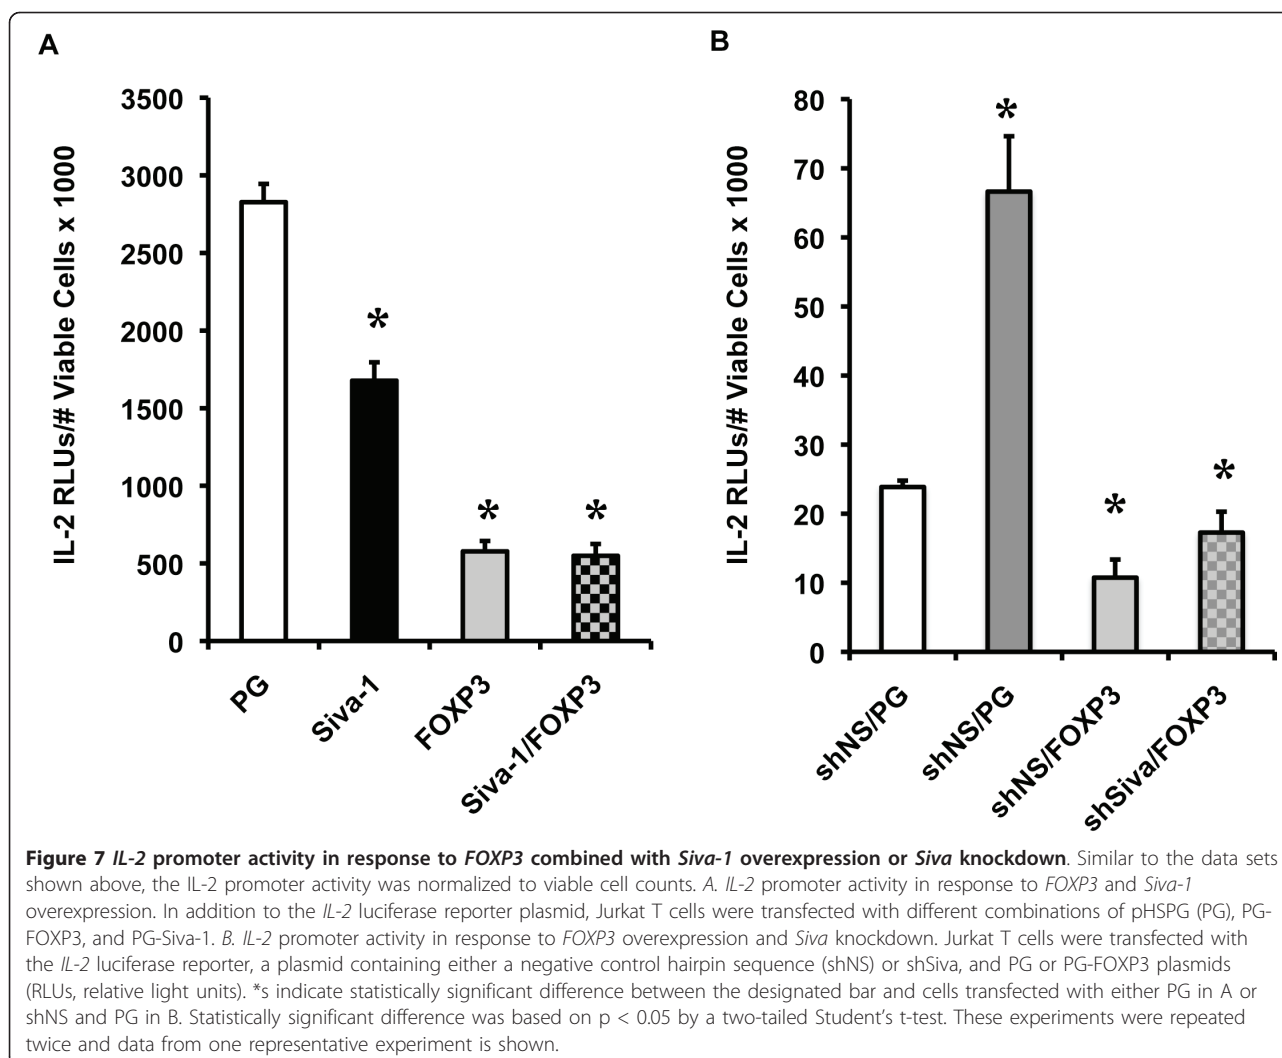 A
B
3500
3000
2500
2000
1500
1000
500
0
IL-2 RLUs/# Viable Cells x 1000
*
*
*
PG
Siva-1
FOXP3
Siva-1/FOXP3
80
70
60
50
40
30
20
10
0
IL-2 RLUs/# Viable Cells x 1000
*
*
*
shNS/PG
shNS/PG
shNS/FOXP3
shSiva/FOXP3
Figure 7 IL-2 promoter activity in response to FOXP3 combined with Siva-1 overexpression or Siva knockdown. Similar to the data sets
shown above, the IL-2 promoter activity was normalized to viable cell counts. A. IL-2 promoter activity in response to FOXP3 and Siva-1
overexpression. In addition to the IL-2 luciferase reporter plasmid, Jurkat T cells were transfected with different combinations of pHSPG (PG), PG-
FOXP3, and PG-Siva-1. B. IL-2 promoter activity in response to FOXP3 overexpression and Siva knockdown. Jurkat T cells were transfected with
the IL-2 luciferase reporter, a plasmid containing either a negative control hairpin sequence (shNS) or shSiva, and PG or PG-FOXP3 plasmids
(RLUs, relative light units). *s indicate statistically significant difference between the designated bar and cells transfected with either PG in A or
shNS and PG in B. Statistically significant difference was based on p < 0.05 by a two-tailed Student's t-test. These experiments were repeated
twice and data from one representative experiment is shown.